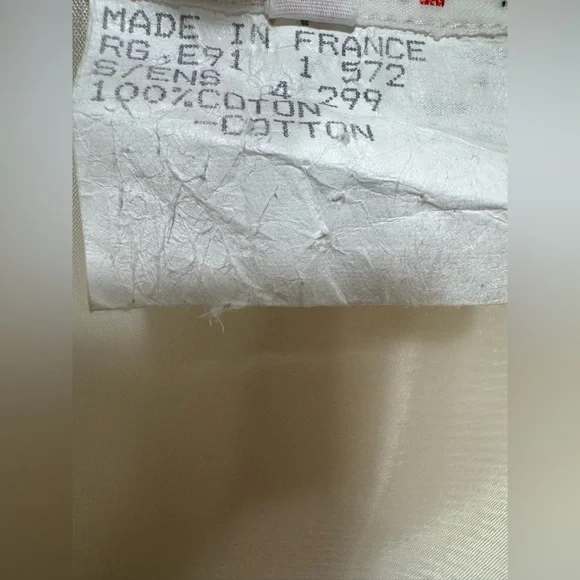 MADE IN FRANCE
RG.E91 1 572
S/ENS 4 299
100%COTON
-COTTON